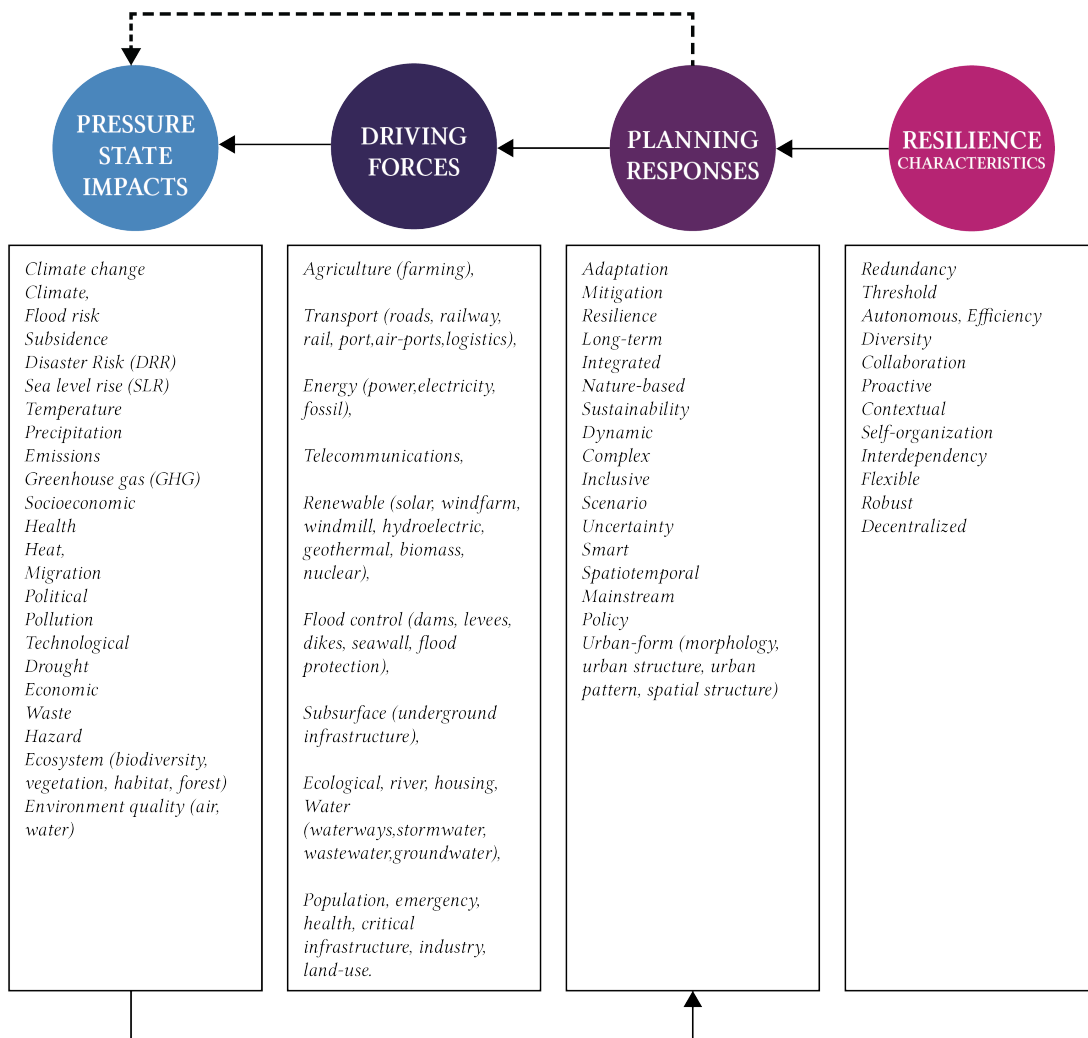 PRESSURE
STATE
IMPACTS
DRIVING
FORCES
PLANNING
RESPONSES
RESILIENCE
CHARACTERISTICS
Climate change
Climate,
Flood risk
Subsidence
Disaster Risk (DRR)
Sea level rise (SLR)
Temperature
Precipitation
Emissions
Greenhouse gas (GHG)
Socioeconomic
Health
Heat,
Migration
Political
Pollution
Technological
Drought
Economic
Waste
Hazard
Ecosystem (biodiversity,
vegetation, habitat, forest)
Environment quality (air,
water)
Agriculture (farming),
Transport (roads, railway,
rail, port,air-ports,logistics),
Energy (power,electricity,
fossil),
Telecommunications,
Renewable (solar, windfarm,
windmill, hydroelectric,
geothermal, biomass,
nuclear),
Flood control (dams, levees,
dikes, seawall, flood
protection),
Subsurface (underground
infrastructure),
Ecological, river, housing,
Water
(waterways,stormwater,
wastewater,groundwater),
Population, emergency,
health, critical
infrastructure, industry,
land-use.
Adaptation
Mitigation
Resilience
Long-term
Integrated
Nature-based
Sustainability
Dynamic
Complex
Inclusive
Scenario
Uncertainty
Smart
Spatiotemporal
Mainstream
Policy
Urban-form (morphology,
urban structure, urban
pattern, spatial structure)
Redundancy
Threshold
Autonomous, Efficiency
Diversity
Collaboration
Proactive
Contextual
Self-organization
Interdependency
Flexible
Robust
Decentralized